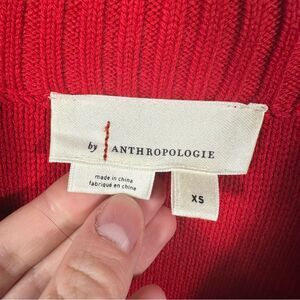 by ANTHROPOLOGIE
made in china
fabriqué en chine
XS